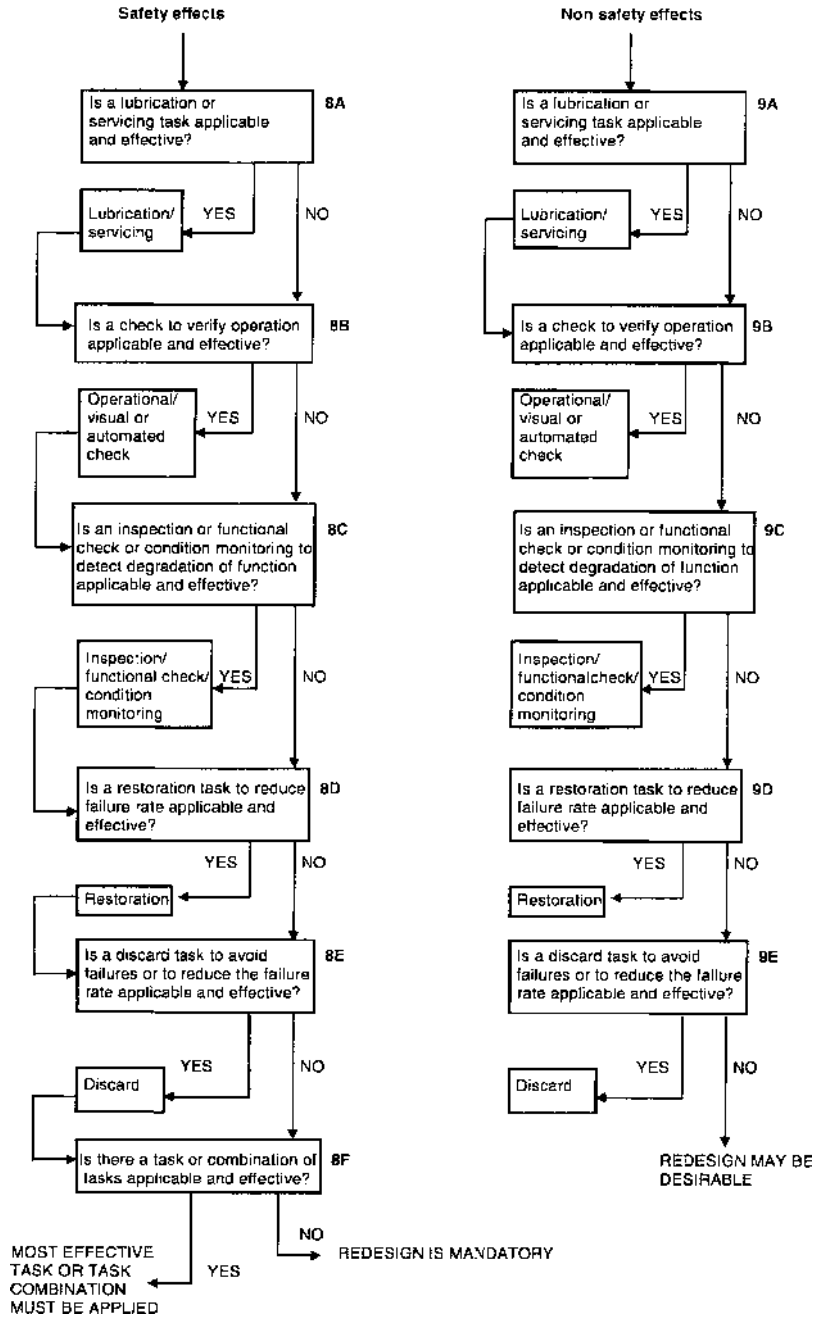 Safety effects
Is a lubrication or
servicing task applicable
and effective?
8A
Lubrication/
servicing
YES
NO
Is a check to verify operation
applicable and effective?
8B
Operational/
visual or
automated
check
YES
NO
Is an inspection or functional
check or condition monitoring to
detect degradation of function
applicable and effective?
8C
Inspection/
functional check/
condition
monitoring
YES
NO
Is a restoration task to reduce
failure rate applicable and
effective?
8D
YES
NO
Restoration
Is a discard task to avoid
failures or to reduce the failure
rate applicable and effective?
8E
YES
NO
Discard
Is there a task or combination of
tasks applicable and effective?
8F
NO
REDESIGN IS MANDATORY
YES
MOST EFFECTIVE
TASK OR TASK
COMBINATION
MUST BE APPLIED
Non safety effects
Is a lubrication or
servicing task applicable
and effective?
9A
Lubrication/
servicing
YES
NO
Is a check to verify operation
applicable and effective?
9B
Operational/
visual or
automated
check
YES
NO
Is an inspection or functional
check or condition monitoring to
detect degradation of function
applicable and effective?
9C
Inspection/
functionalcheck/
condition
monitoring
YES
NO
Is a restoration task to reduce
failure rate applicable and
effective?
9D
YES
NO
Restoration
Is a discard task to avoid
failures or to reduce the failure
rate applicable and effective?
9E
YES
NO
Discard
REDESIGN MAY BE
DESIRABLE